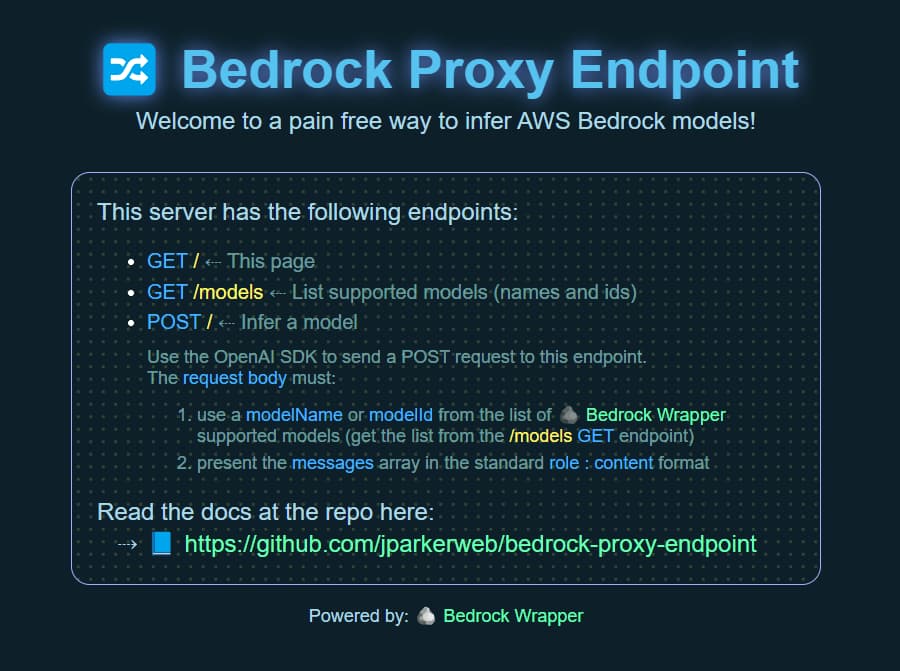 🔀 Bedrock Proxy Endpoint
Welcome to a pain free way to infer AWS Bedrock models!
This server has the following endpoints:
• GET / ⇠ This page
• GET /models ⇠ List supported models (names and ids)
• POST / ⇠ Infer a model
Use the OpenAI SDK to send a POST request to this endpoint.
The request body must:
1. use a modelName or modelId from the list of 🪨 Bedrock Wrapper
supported models (get the list from the /models GET endpoint)
2. present the messages array in the standard role : content format
Read the docs at the repo here:
⇢ 📘 https://github.com/jparkerweb/bedrock-proxy-endpoint
Powered by: 🪨 Bedrock Wrapper